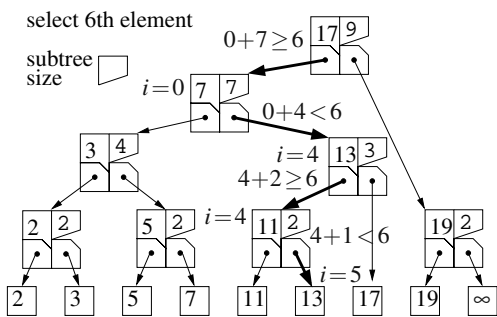 select 6th element
subtree
size
17 9
0+7≥6
i=0
7 7
0+4<6
3 4
i=4
13 3
4+2≥6
2 2
5 2
i=4
11 2
4+1<6
19 2
i=5
2 3 5 7 11 13 17 19 ∞